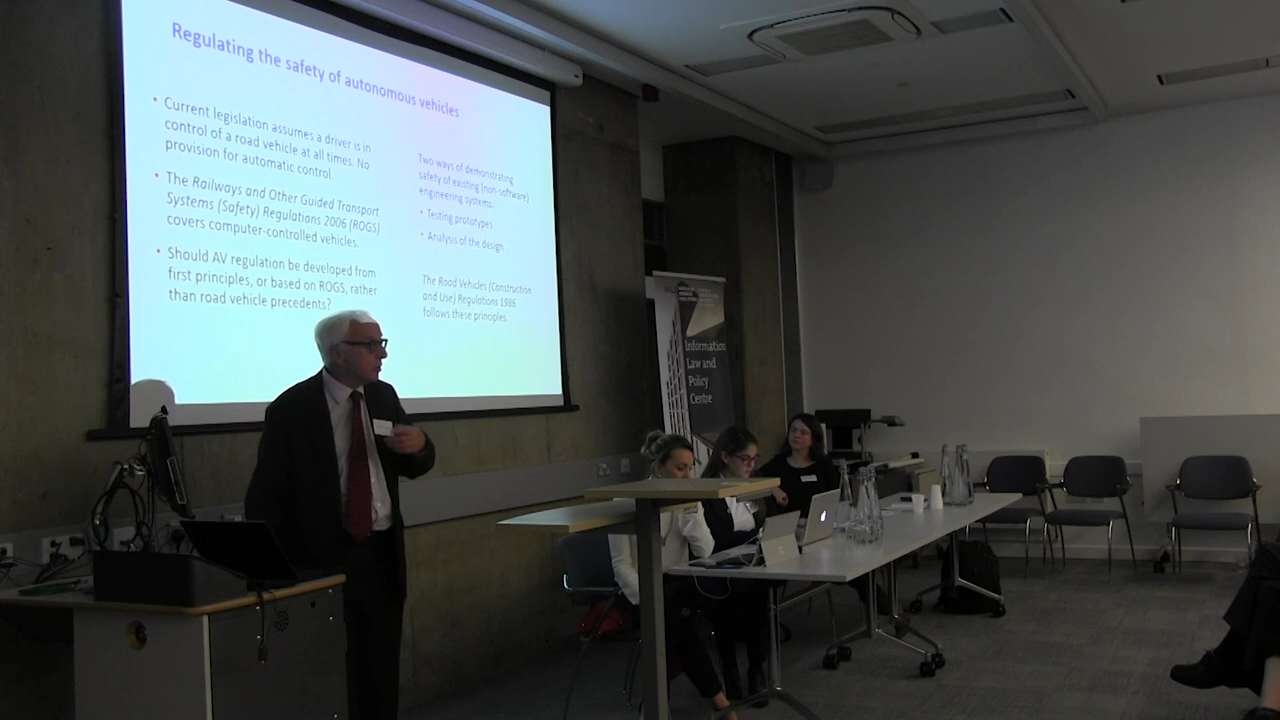 Regulating the safety of autonomous vehicles
• Current legislation assumes a driver is in
control of a road vehicle at all times. No
provision for automatic control.
• The Railways and Other Guided Transport
Systems (Safety) Regulations 2006 (ROGS)
covers computer-controlled vehicles.
• Should AV regulation be developed from
first principles, or based on ROGS, rather
than road vehicle precedents?
Two ways of demonstrating
safety of existing (non-software)
engineering systems:
• Testing prototypes
• Analysis of the design
The Road Vehicles (Construction
and Use) Regulations 1986
follows these principles.
Information
Law and
Policy
Centre